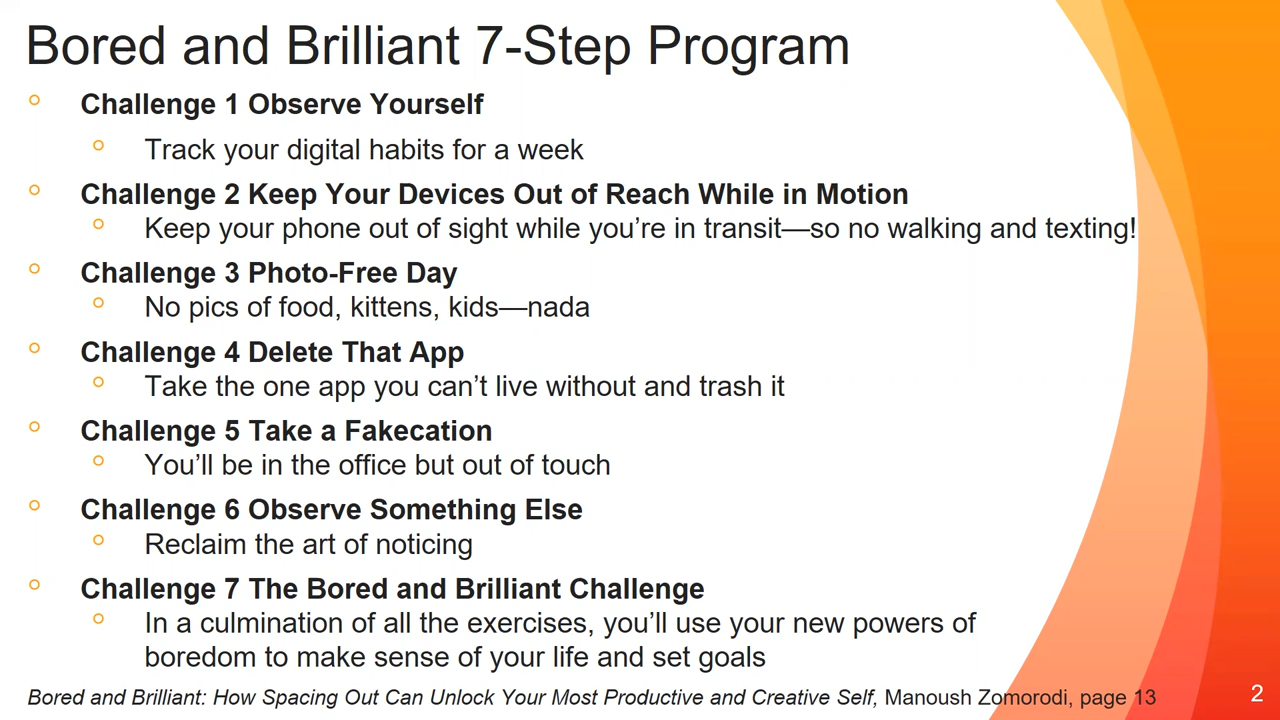 Bored and Brilliant 7-Step Program
Challenge 1 Observe Yourself
Track your digital habits for a week
Challenge 2 Keep Your Devices Out of Reach While in Motion
Keep your phone out of sight while you’re in transit—so no walking and texting!
Challenge 3 Photo-Free Day
No pics of food, kittens, kids—nada
Challenge 4 Delete That App
Take the one app you can’t live without and trash it
Challenge 5 Take a Fakecation
You’ll be in the office but out of touch
Challenge 6 Observe Something Else
Reclaim the art of noticing
Challenge 7 The Bored and Brilliant Challenge
In a culmination of all the exercises, you’ll use your new powers of
boredom to make sense of your life and set goals
Bored and Brilliant: How Spacing Out Can Unlock Your Most Productive and Creative Self, Manoush Zomorodi, page 13
2